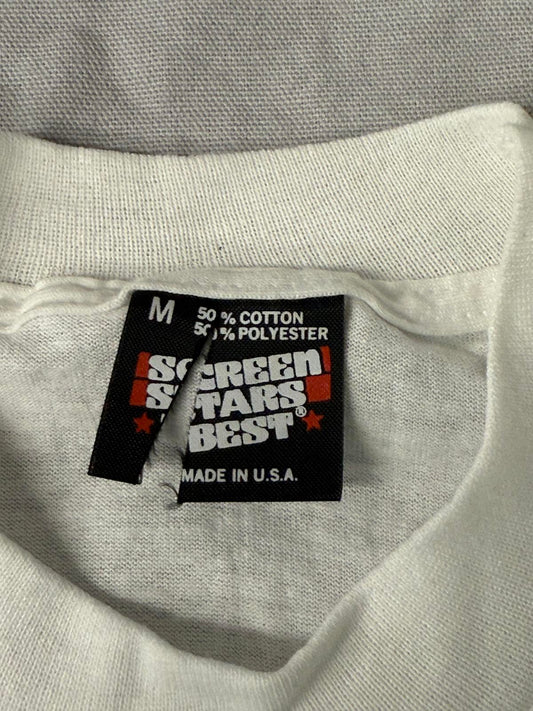 M
50% COTTON
50% POLYESTER
SCREEN
STARS
BEST®
MADE IN U.S.A.